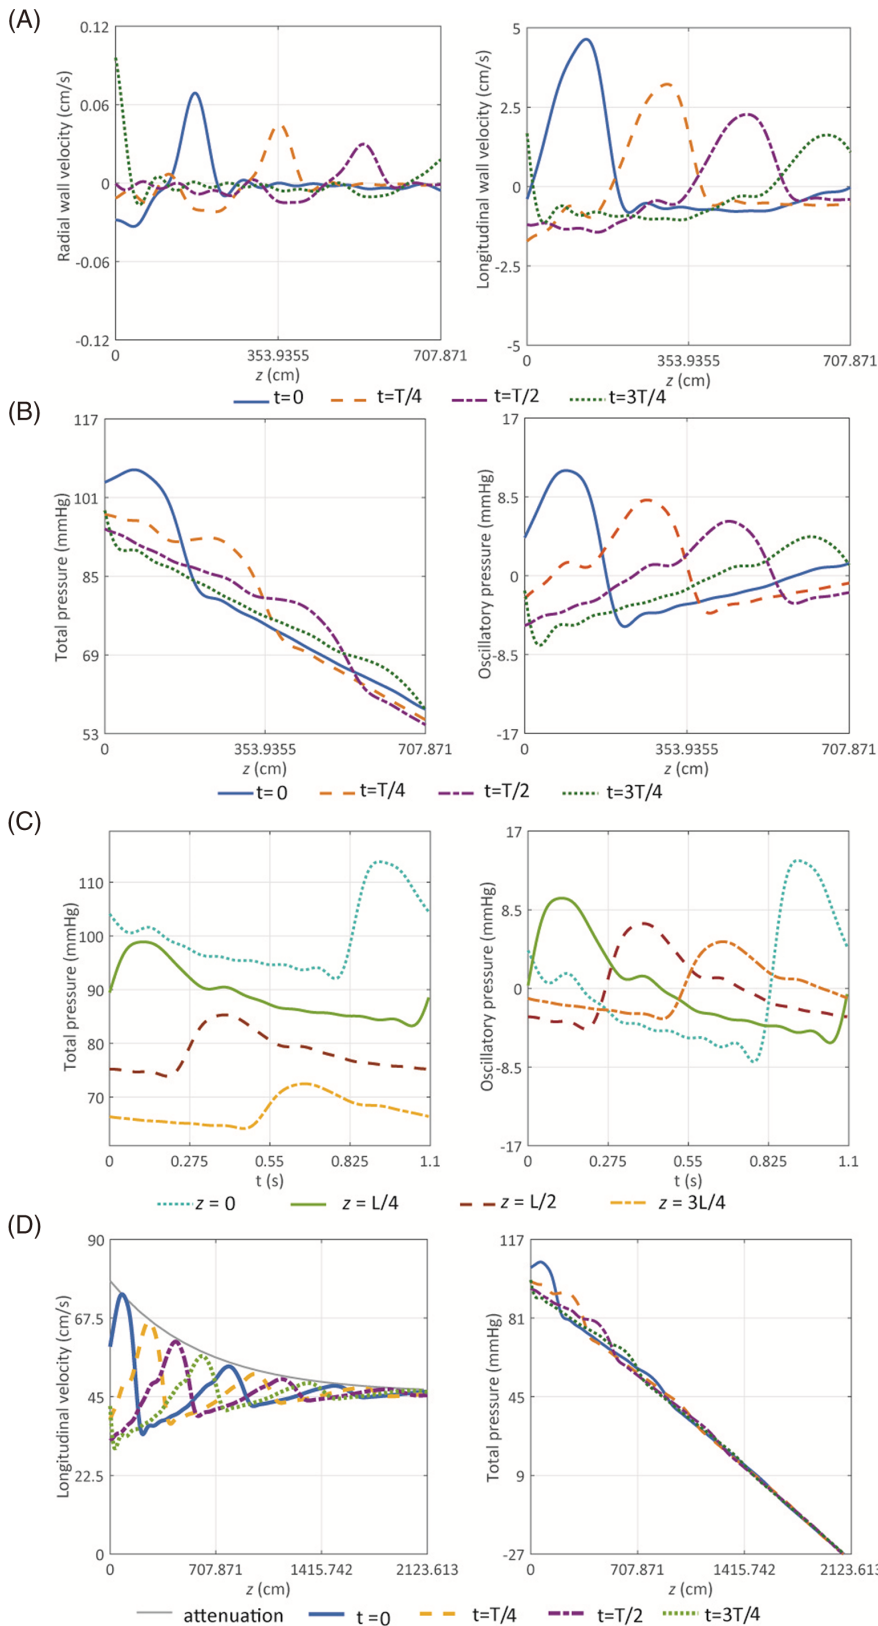 (A)
0.12
0.06
0
-0.06
-0.12
Radial wall velocity (cm/s)
0
353.9355
707.871
z (cm)
5
2.5
0
-2.5
-5
Longitudinal wall velocity (cm/s)
0
353.9355
707.871
z (cm)
t=0
t=T/4
t=T/2
t=3T/4
(B)
117
101
85
69
53
Total pressure (mmHg)
0
353.9355
707.871
z (cm)
17
8.5
0
-8.5
-17
Oscillatory pressure (mmHg)
0
353.9355
707.871
z (cm)
t=0
t=T/4
t=T/2
t=3T/4
(C)
110
100
90
80
70
Total pressure (mmHg)
0
0.275
0.55
0.825
1.1
t (s)
17
8.5
0
-8.5
-17
Oscillatory pressure (mmHg)
0
0.275
0.55
0.825
1.1
t (s)
z = 0
z = L/4
z = L/2
z = 3L/4
(D)
90
67.5
45
22.5
0
Longitudinal velocity (cm/s)
0
707.871
1415.742
2123.613
z (cm)
117
81
45
9
-27
Total pressure (mmHg)
0
707.871
1415.742
2123.613
z (cm)
attenuation
t =0
t=T/4
t=T/2
t=3T/4